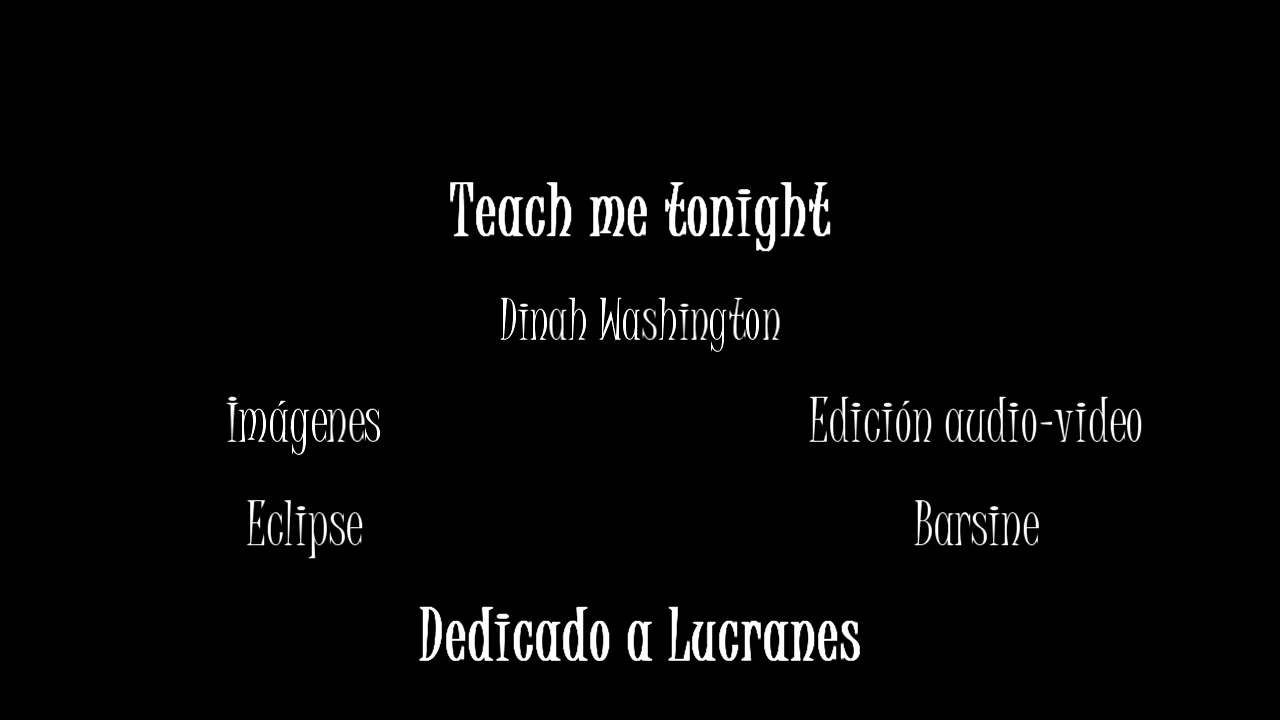 Teach me tonight
Dinah Washington
Imágenes
Edición audio-video
Eclipse
Barsine
Dedicado a Lucranes